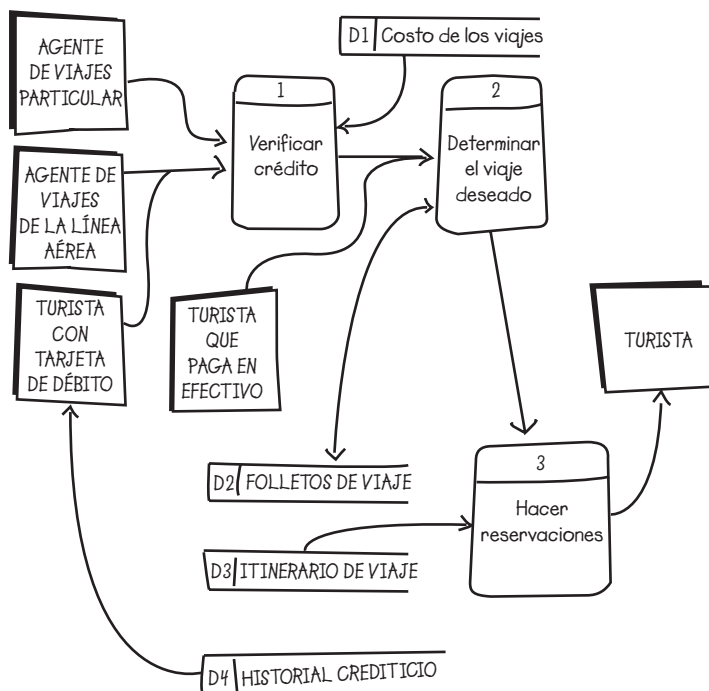 AGENTE
DE VIAJES
PARTICULAR
D1 Costo de los viajes
1
Verificar
crédito
2
Determinar
el viaje
deseado
AGENTE DE
VIAJES
DE LA LÍNEA
AÉREA
TURISTA
CON
TARJETA
DE DÉBITO
TURISTA
QUE
PAGA EN
EFECTIVO
TURISTA
D2 FOLLETOS DE VIAJE
3
Hacer
reservaciones
D3 ITINERARIO DE VIAJE
D4 HISTORIAL CREDITICIO